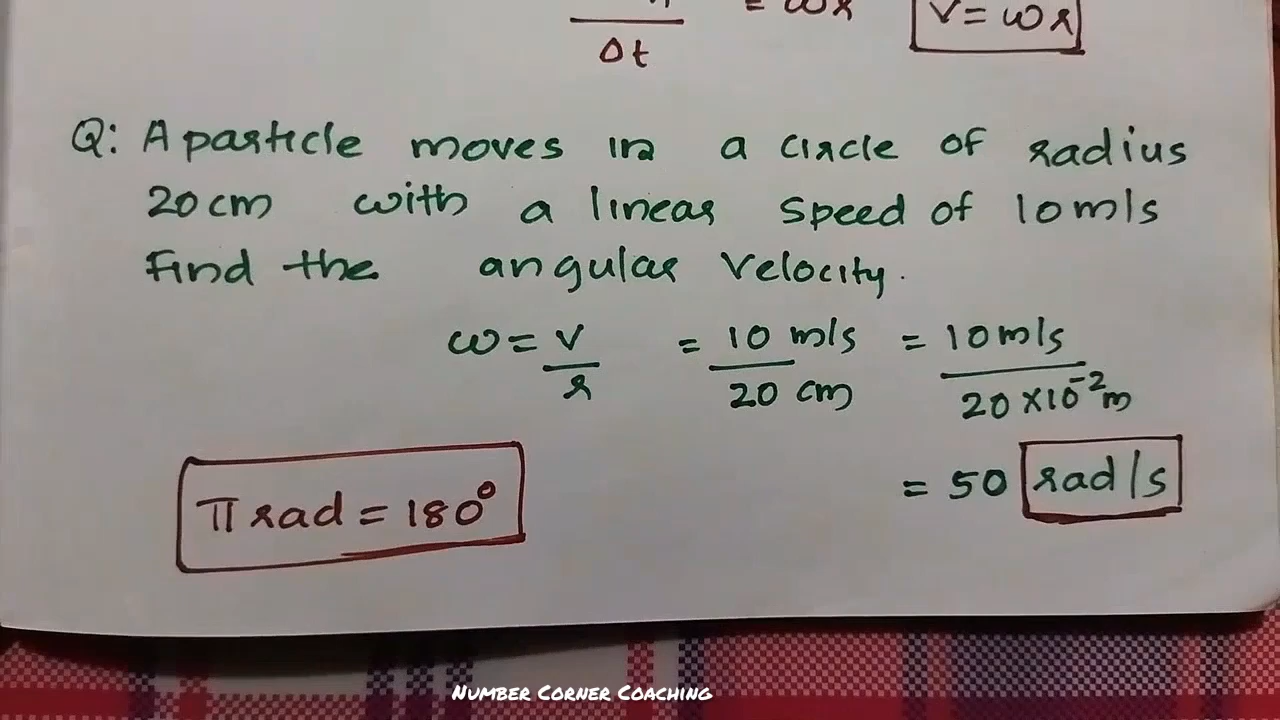 = ωr
V = ωr
Δt
Q: A particle moves in a circle of radius
20 cm with a linear speed of 10 m/s
Find the angular velocity.
ω = v/r = 10 m/s / 20 cm = 10 m/s / 20 × 10⁻² m
= 50 rad/s
π rad = 180°
Number Corner Coaching